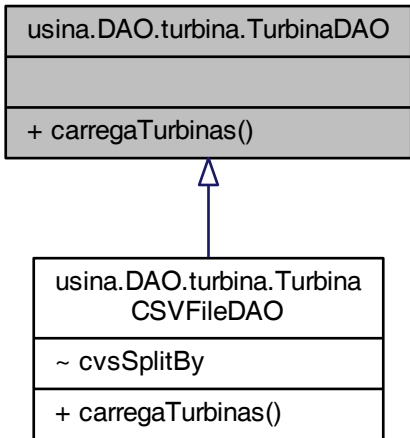 usina.DAO.turbina.TurbinaDAO
+ carregaTurbinas()
usina.DAO.turbina.Turbina
CSVFileDAO
~ cvsSplitBy
+ carregaTurbinas()